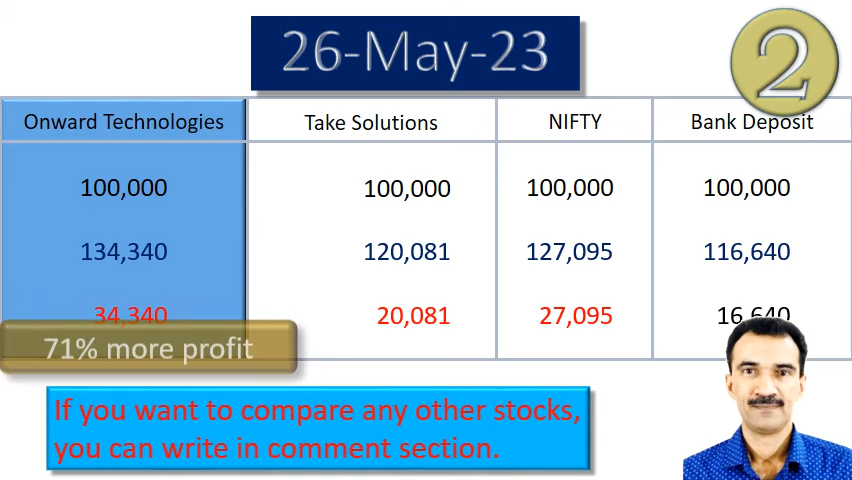 26-May-23
2
Onward Technologies Take Solutions NIFTY Bank Deposit
100,000 100,000 100,000 100,000
134,340 120,081 127,095 116,640
34,340 20,081 27,095 16,640
71% more profit
If you want to compare any other stocks,
you can write in comment section.